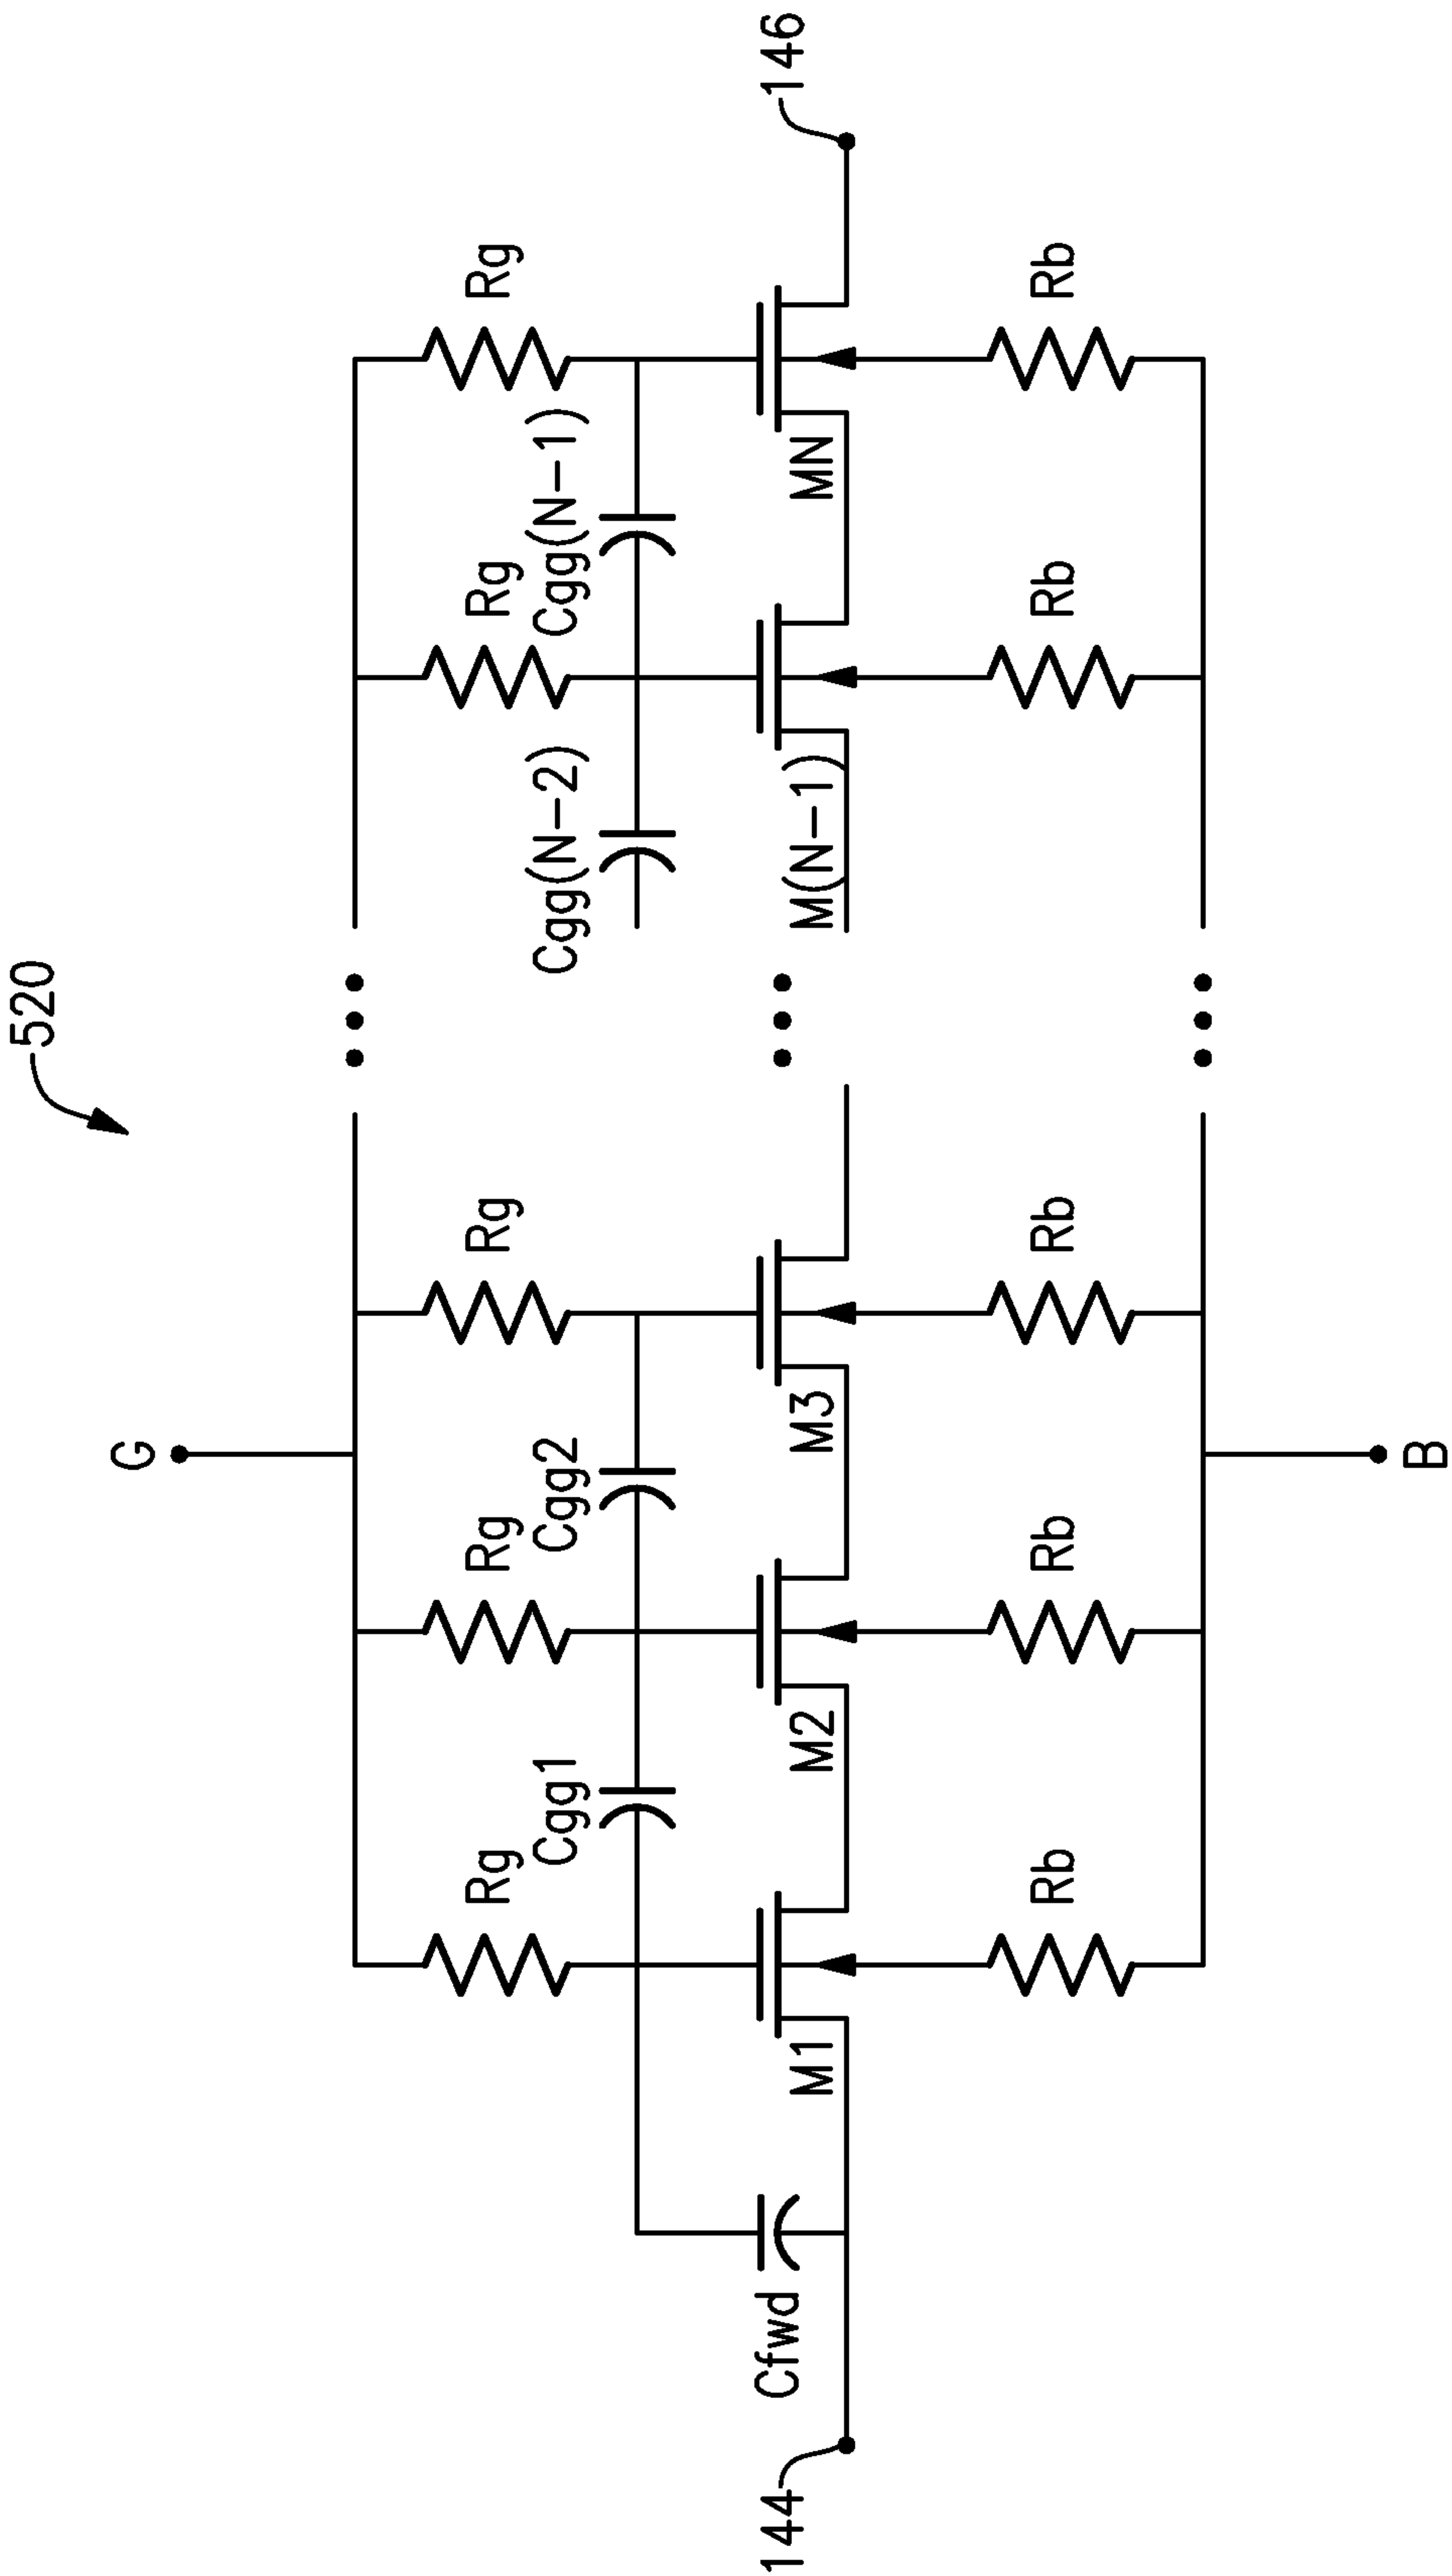 520
G
Rg
Rg
Rg
Rg
Rg
Cgg1
Cgg2
Cgg(N-2)
Cgg(N-1)
144
Cfwd
M1
M2
M3
M(N-1)
MN
146
Rb
Rb
Rb
Rb
Rb
B